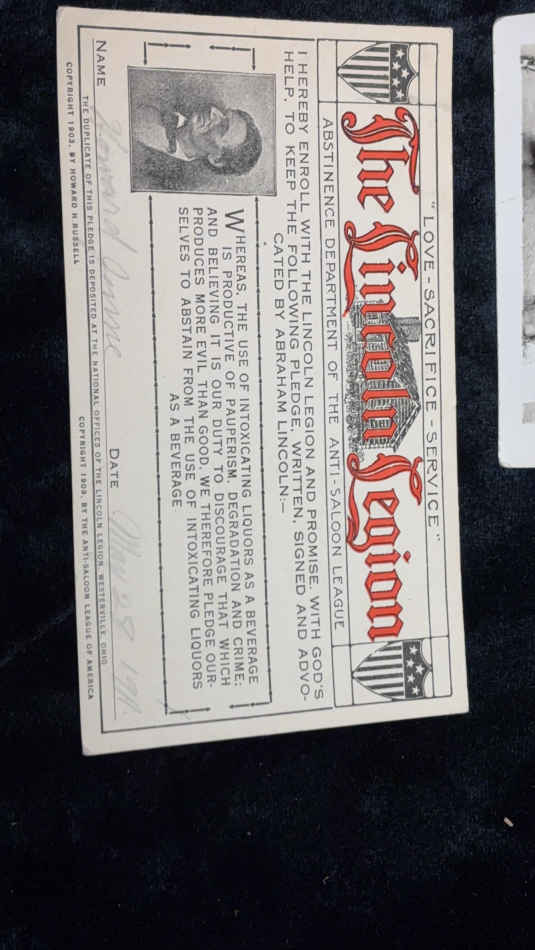 "LOVE - SACRIFICE - SERVICE"
The Lincoln Legion
ABSTINENCE DEPARTMENT OF THE ANTI-SALOON LEAGUE
I HEREBY ENROLL WITH THE LINCOLN LEGION AND PROMISE, WITH GOD'S
HELP, TO KEEP THE FOLLOWING PLEDGE, WRITTEN, SIGNED AND ADVO-
CATED BY ABRAHAM LINCOLN:—
WHEREAS, THE USE OF INTOXICATING LIQUORS AS A BEVERAGE
IS PRODUCTIVE OF PAUPERISM, DEGRADATION AND CRIME;
AND BELIEVING IT IS OUR DUTY TO DISCOURAGE THAT WHICH
PRODUCES MORE EVIL THAN GOOD, WE THEREFORE PLEDGE OUR-
SELVES TO ABSTAIN FROM THE USE OF INTOXICATING LIQUORS
AS A BEVERAGE
NAME Howard DATE May 28 191
THE DUPLICATE OF THIS PLEDGE IS DEPOSITED AT THE NATIONAL OFFICES OF THE LINCOLN LEGION, WESTERVILLE, OHIO
COPYRIGHT 1903, BY HOWARD H. RUSSELL COPYRIGHT 1909, BY THE ANTI-SALOON LEAGUE OF AMERICA